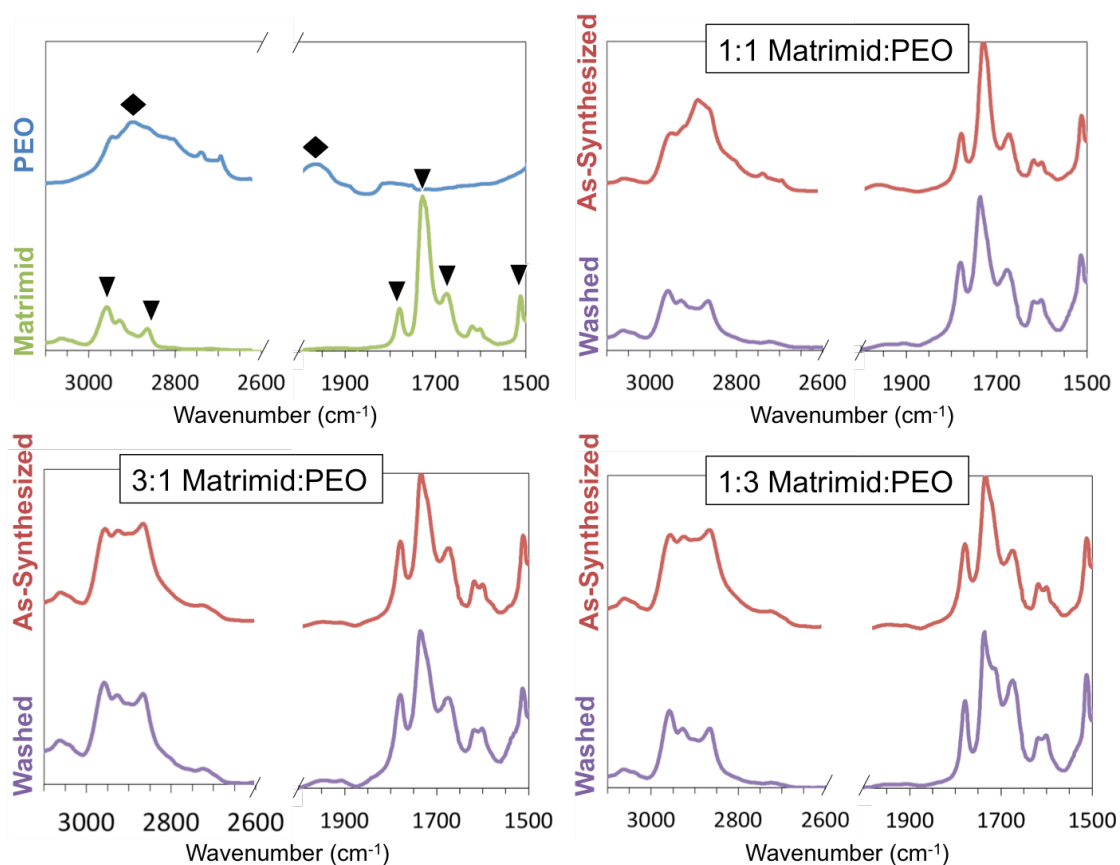 PEO
Matrimid
3000 2800 2600 1900 1700 1500
Wavenumber (cm-1)
1:1 Matrimid:PEO
As-Synthesized
Washed
3000 2800 2600 1900 1700 1500
Wavenumber (cm-1)
3:1 Matrimid:PEO
As-Synthesized
Washed
3000 2800 2600 1900 1700 1500
Wavenumber (cm-1)
1:3 Matrimid:PEO
As-Synthesized
Washed
3000 2800 2600 1900 1700 1500
Wavenumber (cm-1)